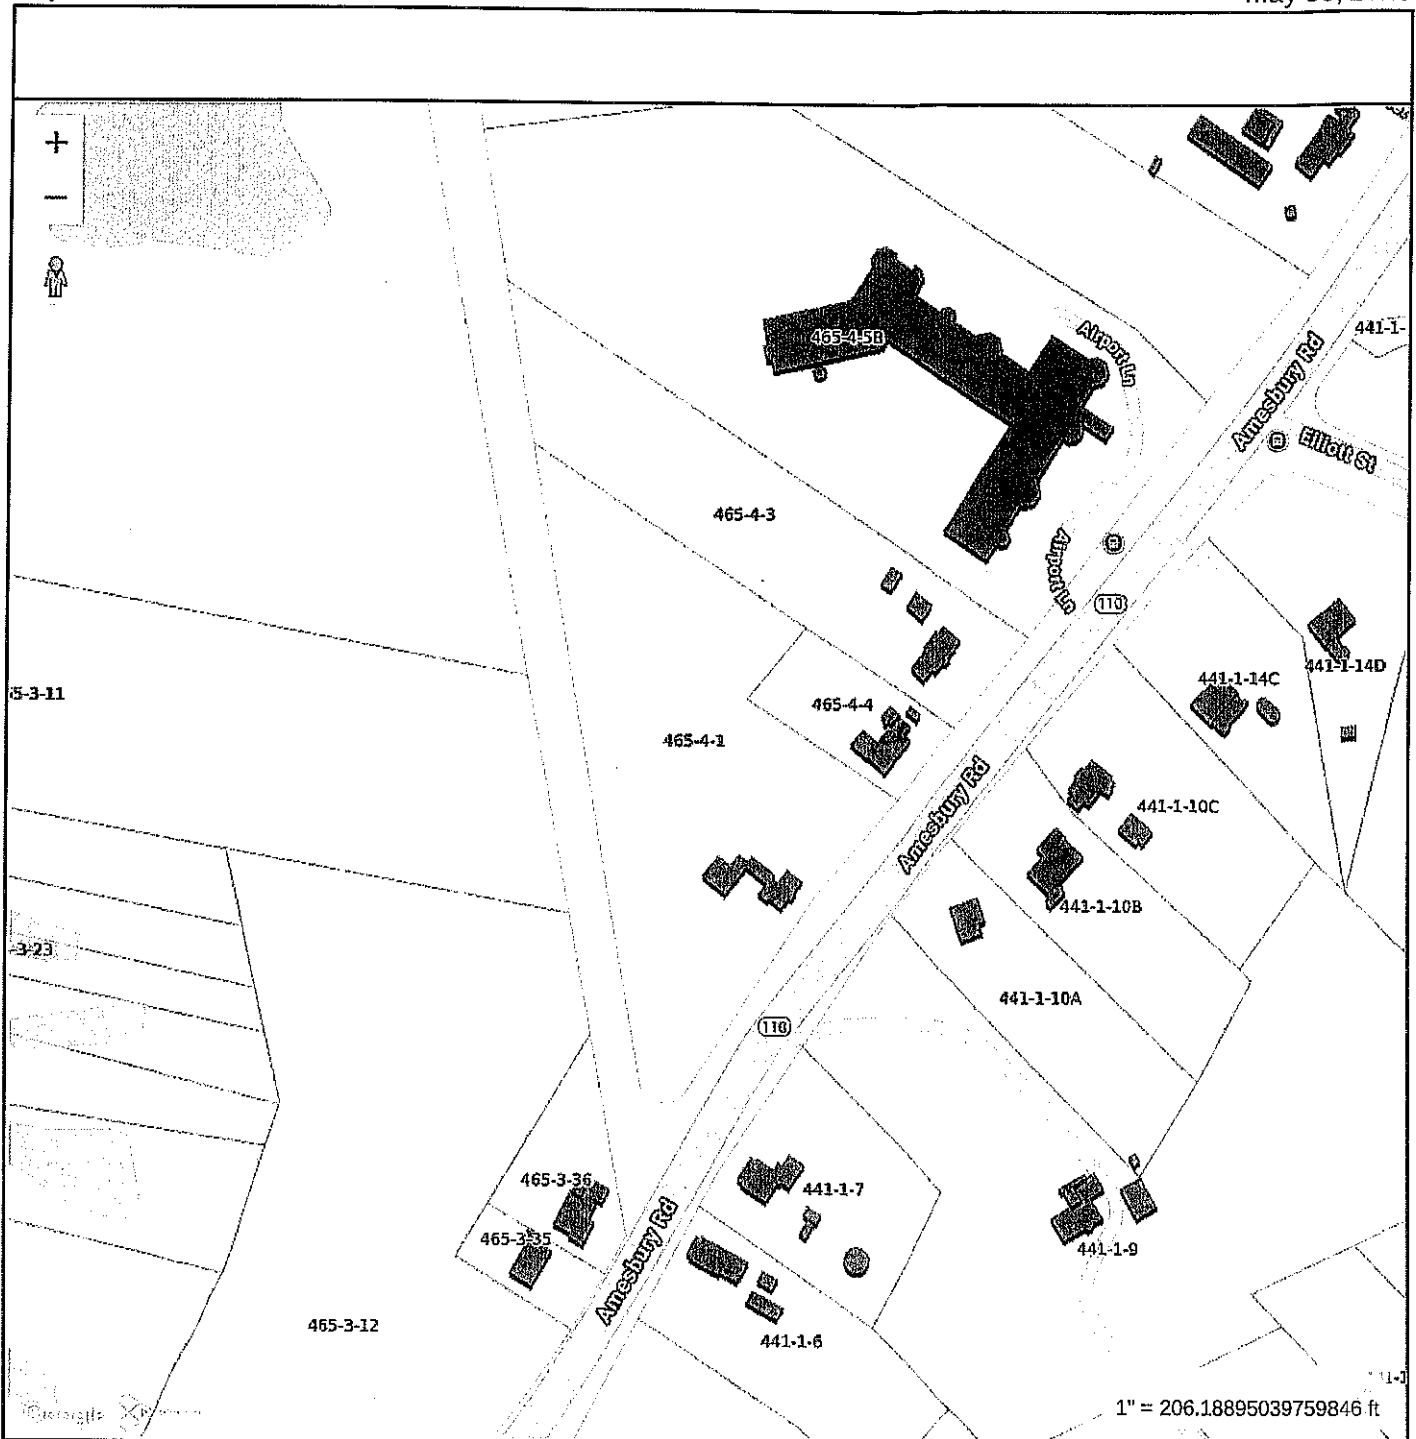 +
−
465-4-5B
Airport Ln
Amesbury Rd
441-1-
Elliott St
465-4-3
Airport Ln
110
441-1-14D
441-1-14C
5-3-11
465-4-4
465-4-1
Amesbury Rd
441-1-10C
441-1-10B
-3-23
441-1-10A
110
465-3-36
441-1-7
465-3-35
Amesbury Rd
441-1-9
465-3-12
441-1-6
1" = 206.18895039759846 ft